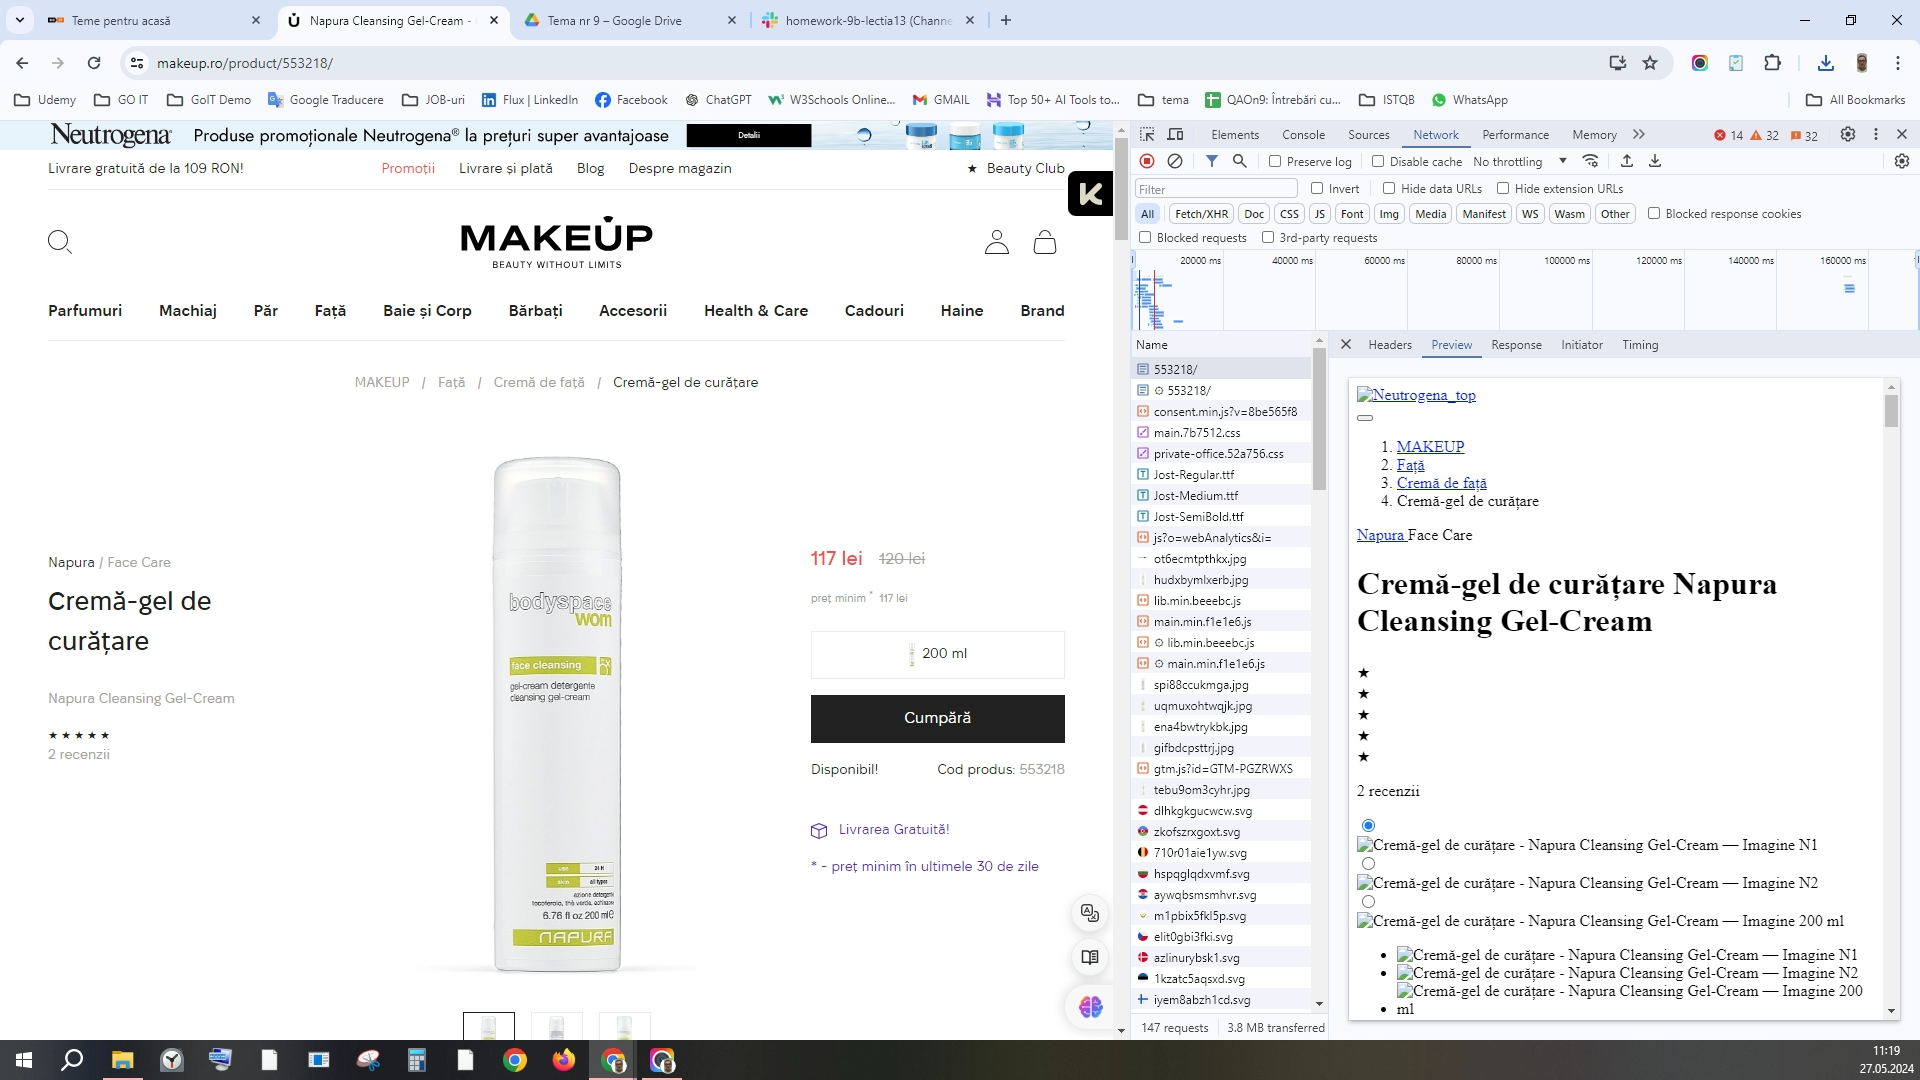 Teme pentru acasă
Napura Cleansing Gel-Cream -
Tema nr 9 – Google Drive
homework-9b-lectia13 (Channe
makeup.ro/product/553218/
Udemy
GO IT
GoIT Demo
Google Traducere
JOB-uri
Flux | LinkedIn
Facebook
ChatGPT
W3Schools Online...
GMAIL
Top 50+ AI Tools to...
tema
QAOn9: Întrebări cu...
ISTQB
WhatsApp
All Bookmarks
Neutrogena Produse promoționale Neutrogena® la prețuri super avantajoase Detalii
Livrare gratuită de la 109 RON!
Promoții
Livrare și plată
Blog
Despre magazin
★ Beauty Club
K
MAKEUP
BEAUTY WITHOUT LIMITS
Parfumuri
Machiaj
Păr
Față
Baie și Corp
Bărbați
Accesorii
Health & Care
Cadouri
Haine
Brand
MAKEUP / Față / Cremă de față / Cremă-gel de curățare
Napura / Face Care
Cremă-gel de
curățare
Napura Cleansing Gel-Cream
★ ★ ★ ★ ★
2 recenzii
bodyspace
wom
face cleansing
gel-cream detergente
cleansing gel-cream
use 24 H
skin all types
azione detergente
6.76 fl oz 200 ml e
NAPURA
117 lei 120 lei
preț minim * 117 lei
200 ml
Cumpără
Disponibil!
Cod produs: 553218
Livrarea Gratuită!
* - preț minim în ultimele 30 de zile
Elements
Console
Sources
Network
Performance
Memory
14
32
32
Preserve log
Disable cache
No throttling
Filter
Invert
Hide data URLs
Hide extension URLs
All
Fetch/XHR
Doc
CSS
JS
Font
Img
Media
Manifest
WS
Wasm
Other
Blocked response cookies
Blocked requests
3rd-party requests
20000 ms
40000 ms
60000 ms
80000 ms
100000 ms
120000 ms
140000 ms
160000 ms
Name
553218/
553218/
consent.min.js?v=8be565f8
main.7b7512.css
private-office.52a756.css
Jost-Regular.ttf
Jost-Medium.ttf
Jost-SemiBold.ttf
js?o=webAnalytics&i=
ot6ecmtpthkx.jpg
hudxbymlxerb.jpg
lib.min.beeebc.js
main.min.f1e1e6.js
lib.min.beeebc.js
main.min.f1e1e6.js
spi88ccukmga.jpg
uqmuxohtwqjk.jpg
ena4bwtrykbk.jpg
gifbdcpsttrj.jpg
gtm.js?id=GTM-PGZRWXS
tebu9om3cyhr.jpg
dlhkgkgucwcw.svg
zkofszrxgoxt.svg
710r01aie1yw.svg
hspqglqdxvmf.svg
aywqbsmsmhvr.svg
m1pbix5fkl5p.svg
elit0gbi3fki.svg
azlinurybsk1.svg
1kzatc5aqsxd.svg
iyem8abzh1cd.svg
147 requests
3.8 MB transferred
Headers
Preview
Response
Initiator
Timing
Neutrogena_top
1. MAKEUP
2. Față
3. Cremă de față
4. Cremă-gel de curățare
Napura Face Care
Cremă-gel de curățare Napura
Cleansing Gel-Cream
★
★
★
★
★
2 recenzii
Cremă-gel de curățare - Napura Cleansing Gel-Cream — Imagine N1
Cremă-gel de curățare - Napura Cleansing Gel-Cream — Imagine N2
Cremă-gel de curățare - Napura Cleansing Gel-Cream — Imagine 200 ml
• Cremă-gel de curățare - Napura Cleansing Gel-Cream — Imagine N1
• Cremă-gel de curățare - Napura Cleansing Gel-Cream — Imagine N2
Cremă-gel de curățare - Napura Cleansing Gel-Cream — Imagine 200
• ml
11:19
27.05.2024